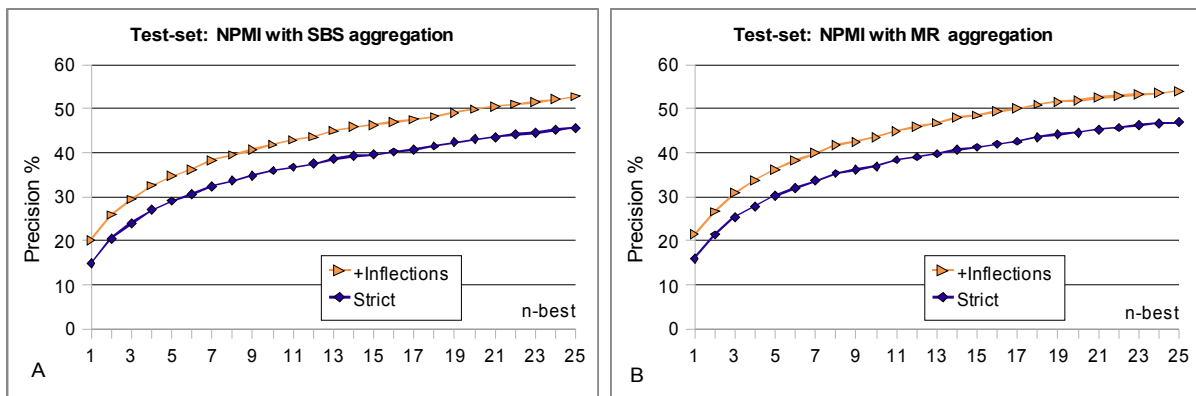 Test-set: NPMI with SBS aggregation
60
50
40
30
20
10
0
Precision %
+Inflections
Strict
n-best
1 3 5 7 9 11 13 15 17 19 21 23 25
A
Test-set: NPMI with MR aggregation
60
50
40
30
20
10
0
Precision %
+Inflections
Strict
n-best
1 3 5 7 9 11 13 15 17 19 21 23 25
B